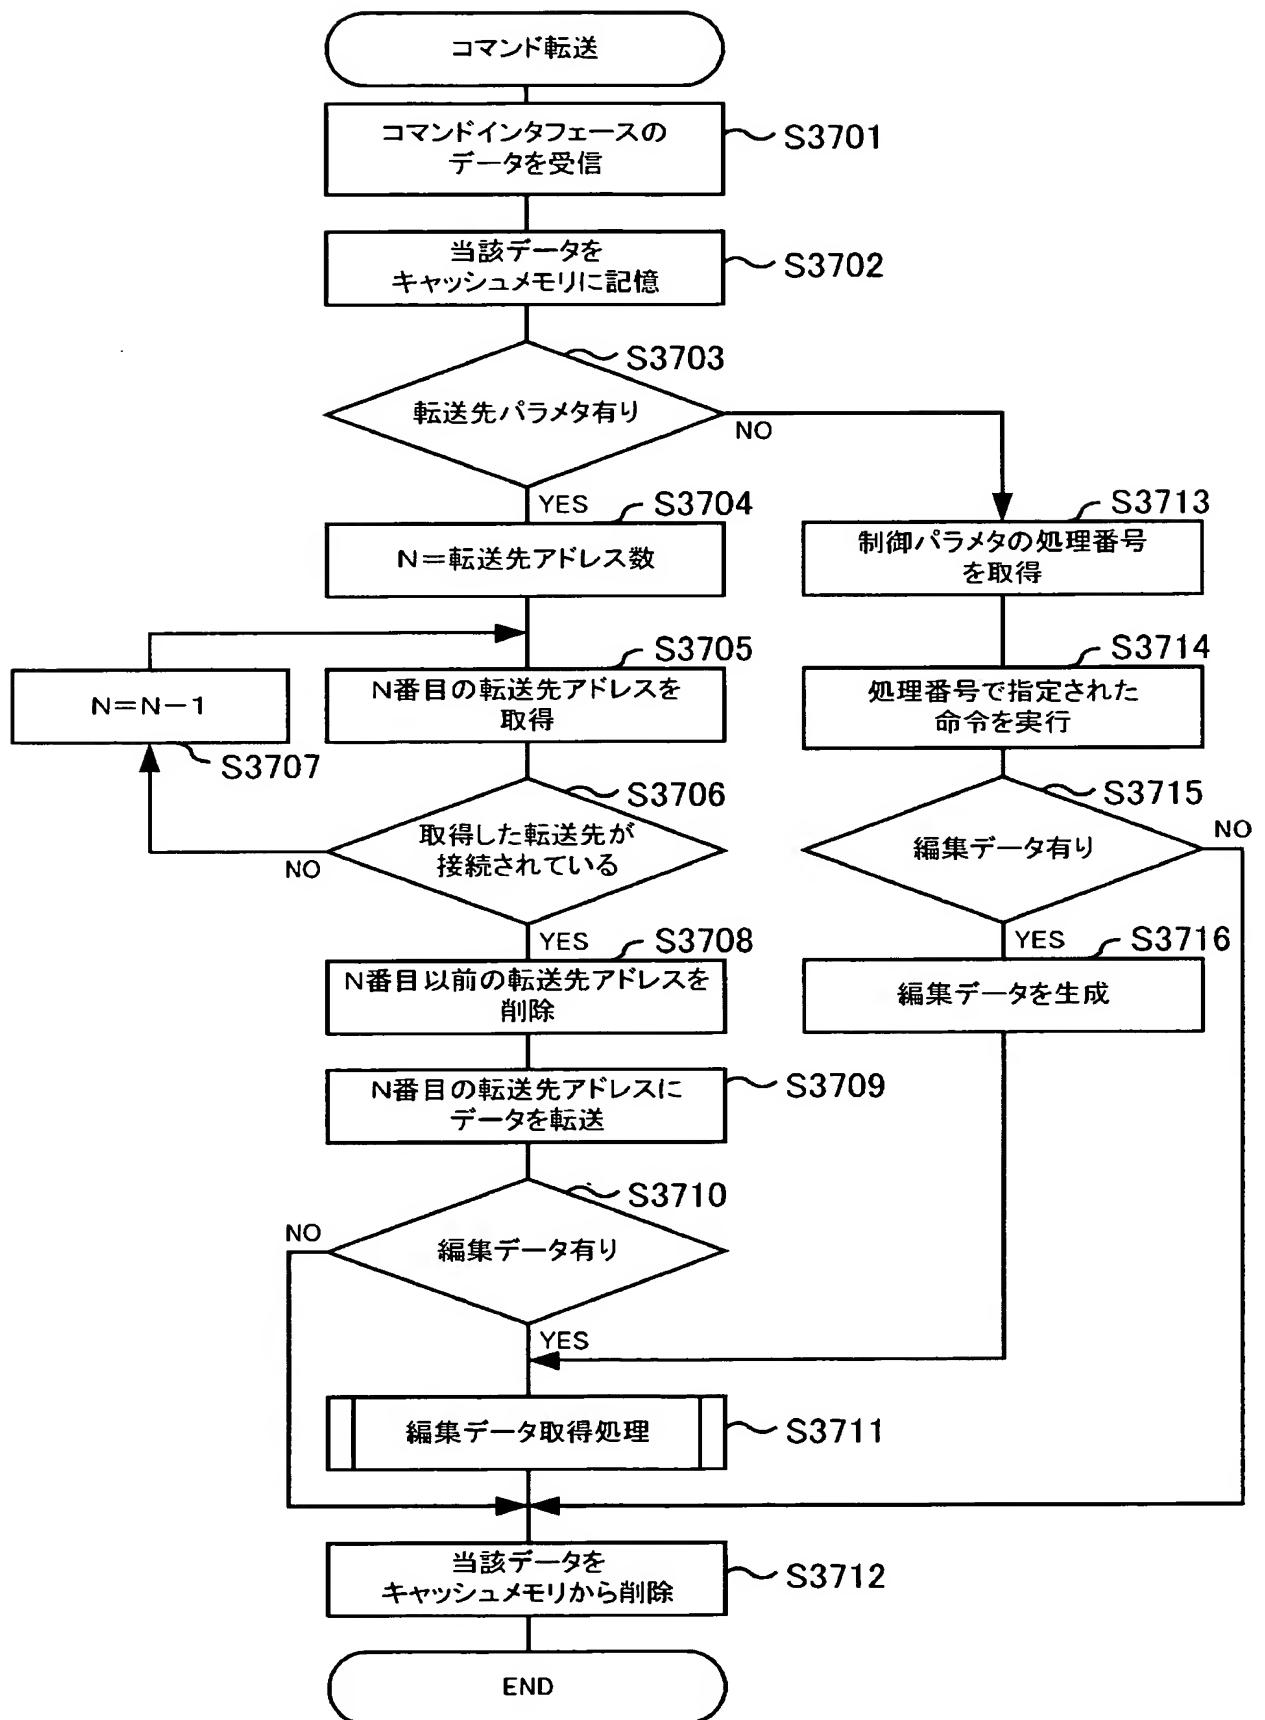 コマンド転送
コマンドインタフェースの
データを受信
S3701
当該データを
キャッシュメモリに記憶
S3702
S3703
転送先パラメタ有り
NO
YES
S3704
N=転送先アドレス数
S3713
制御パラメタの処理番号
を取得
S3705
N番目の転送先アドレスを
取得
N=N-1
S3707
S3714
処理番号で指定された
命令を実行
S3706
取得した転送先が
接続されている
NO
YES
S3715
編集データ有り
NO
YES
S3708
N番目以前の転送先アドレスを
削除
S3716
編集データを生成
N番目の転送先アドレスに
データを転送
S3709
S3710
NO
編集データ有り
YES
編集データ取得処理
S3711
当該データを
キャッシュメモリから削除
S3712
END